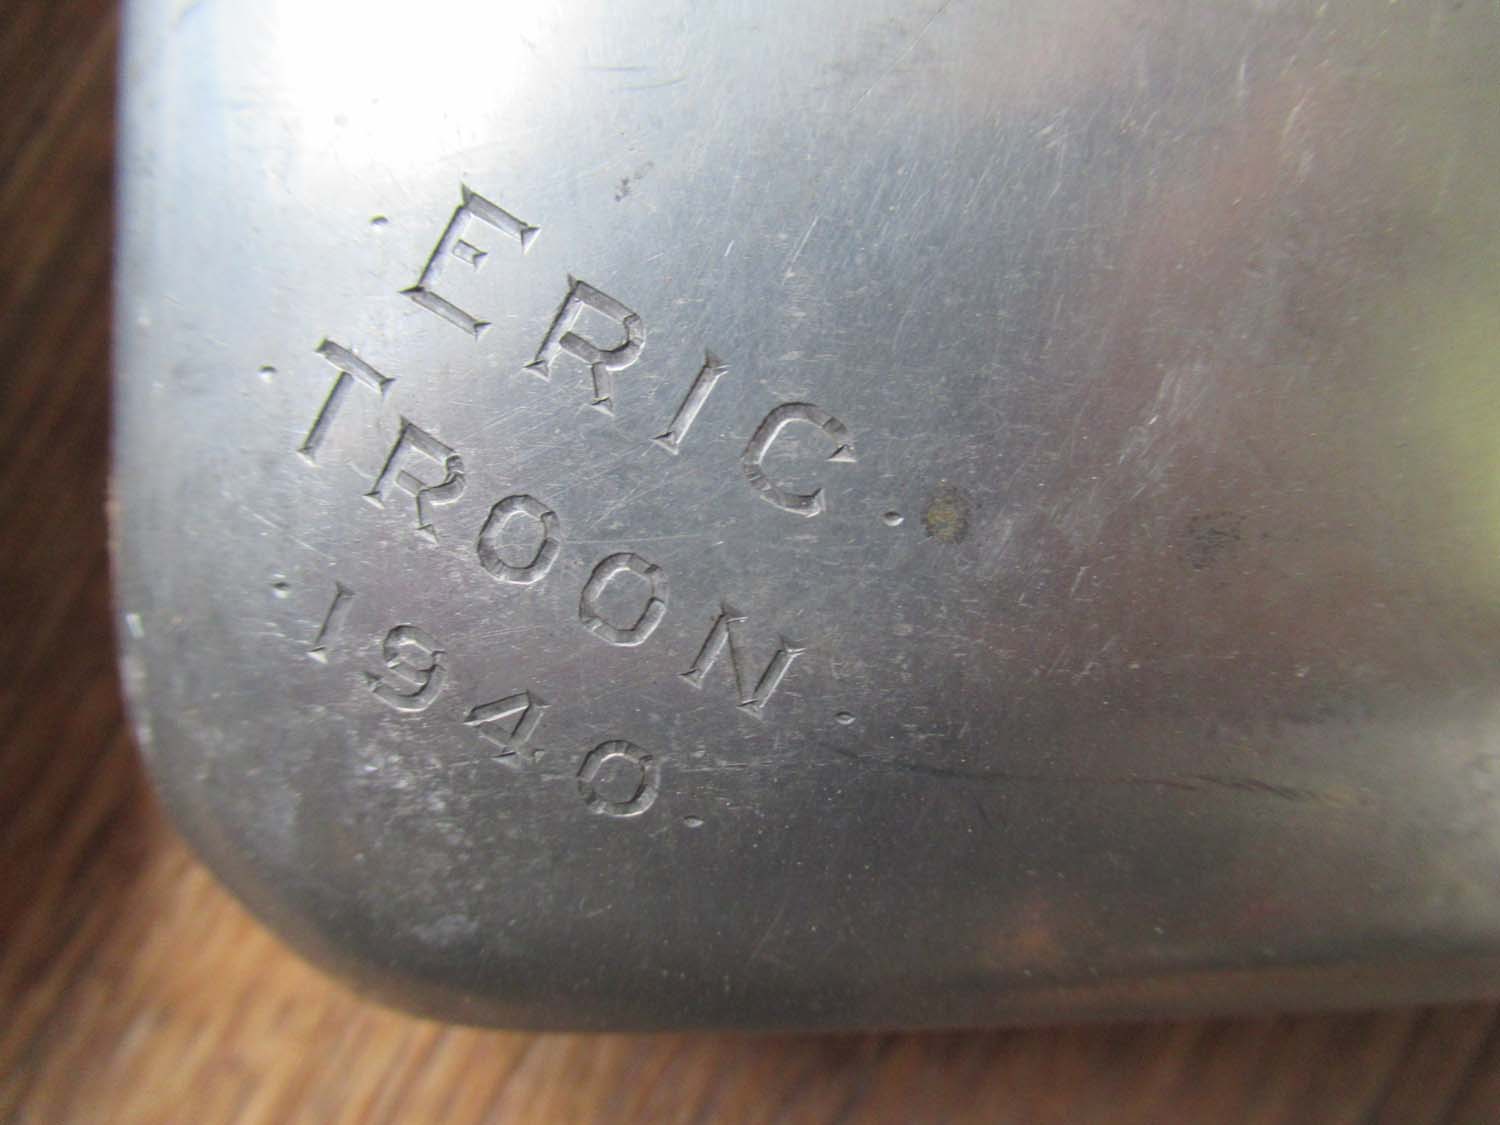 . ERIC.
. TROON.
. 1940.